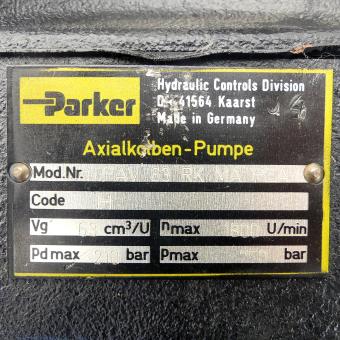 Parker
Hydraulic Controls Division
D-41564 Kaarst
Made in Germany
Axialkolben-Pumpe
Mod.Nr.
Code
Vg 63 cm³/U nmax U/min
Pd max bar Pmax bar